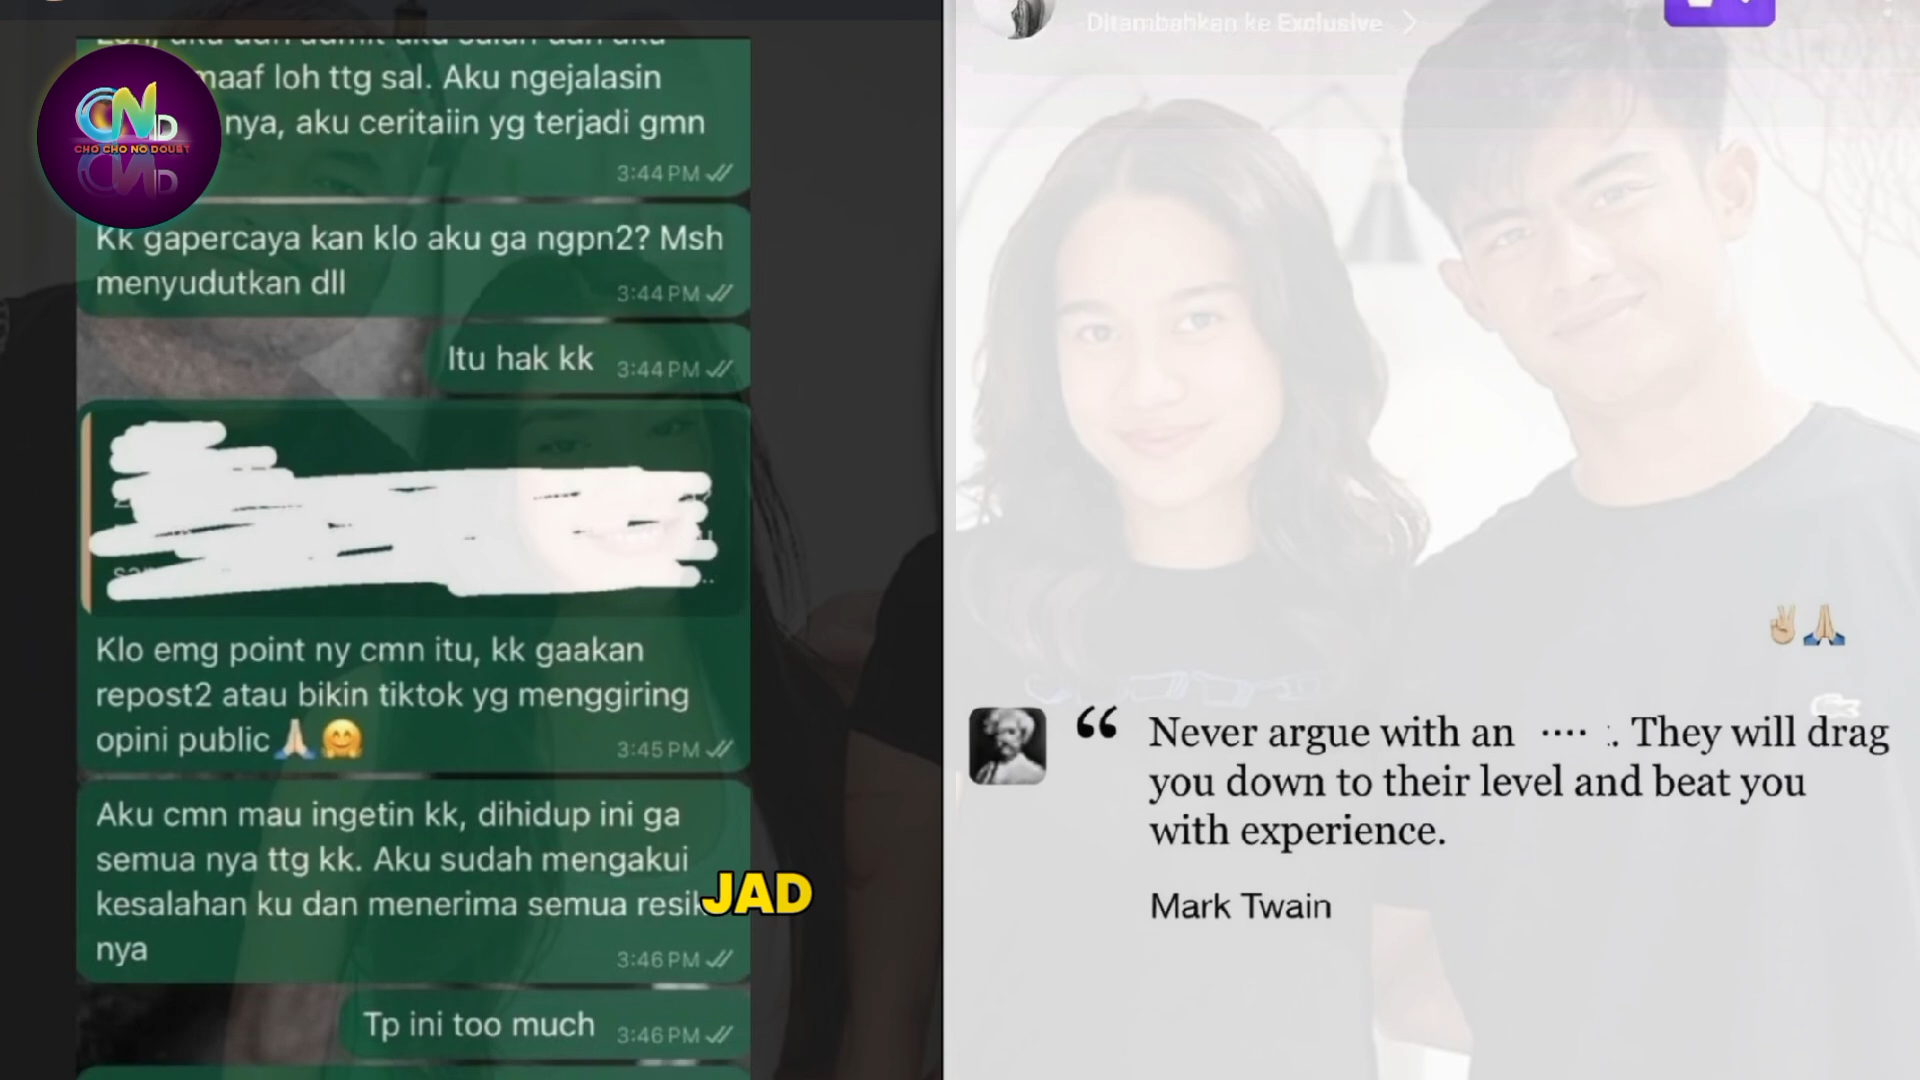 maaf loh ttg sal. Aku ngejalasin
nya, aku ceritaiin yg terjadi gmn
3:44 PM
CND
CHO CHO NO DOUBT
Kk gapercaya kan klo aku ga ngpn2? Msh
menyudutkan dll
3:44 PM
Itu hak kk
3:44 PM
Klo emg point ny cmn itu, kk gaakan
repost2 atau bikin tiktok yg menggiring
opini public🙏🏻🤗
3:45 PM
Aku cmn mau ingetin kk, dihidup ini ga
semua nya ttg kk. Aku sudah mengakui
kesalahan ku dan menerima semua resik
nya
3:46 PM
JAD
Tp ini too much
3:46 PM
Ditambahkan ke Exclusive
✌🏼🙏🏼
“ Never argue with an .... . They will drag
you down to their level and beat you
with experience.
Mark Twain